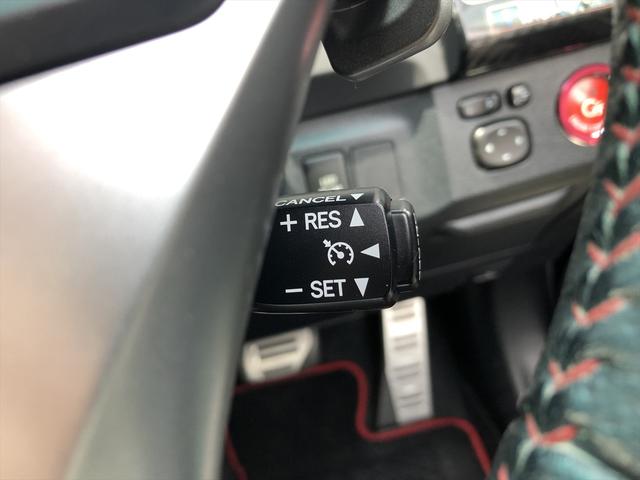 CANCEL▼
+ RES ▲
− SET ▼